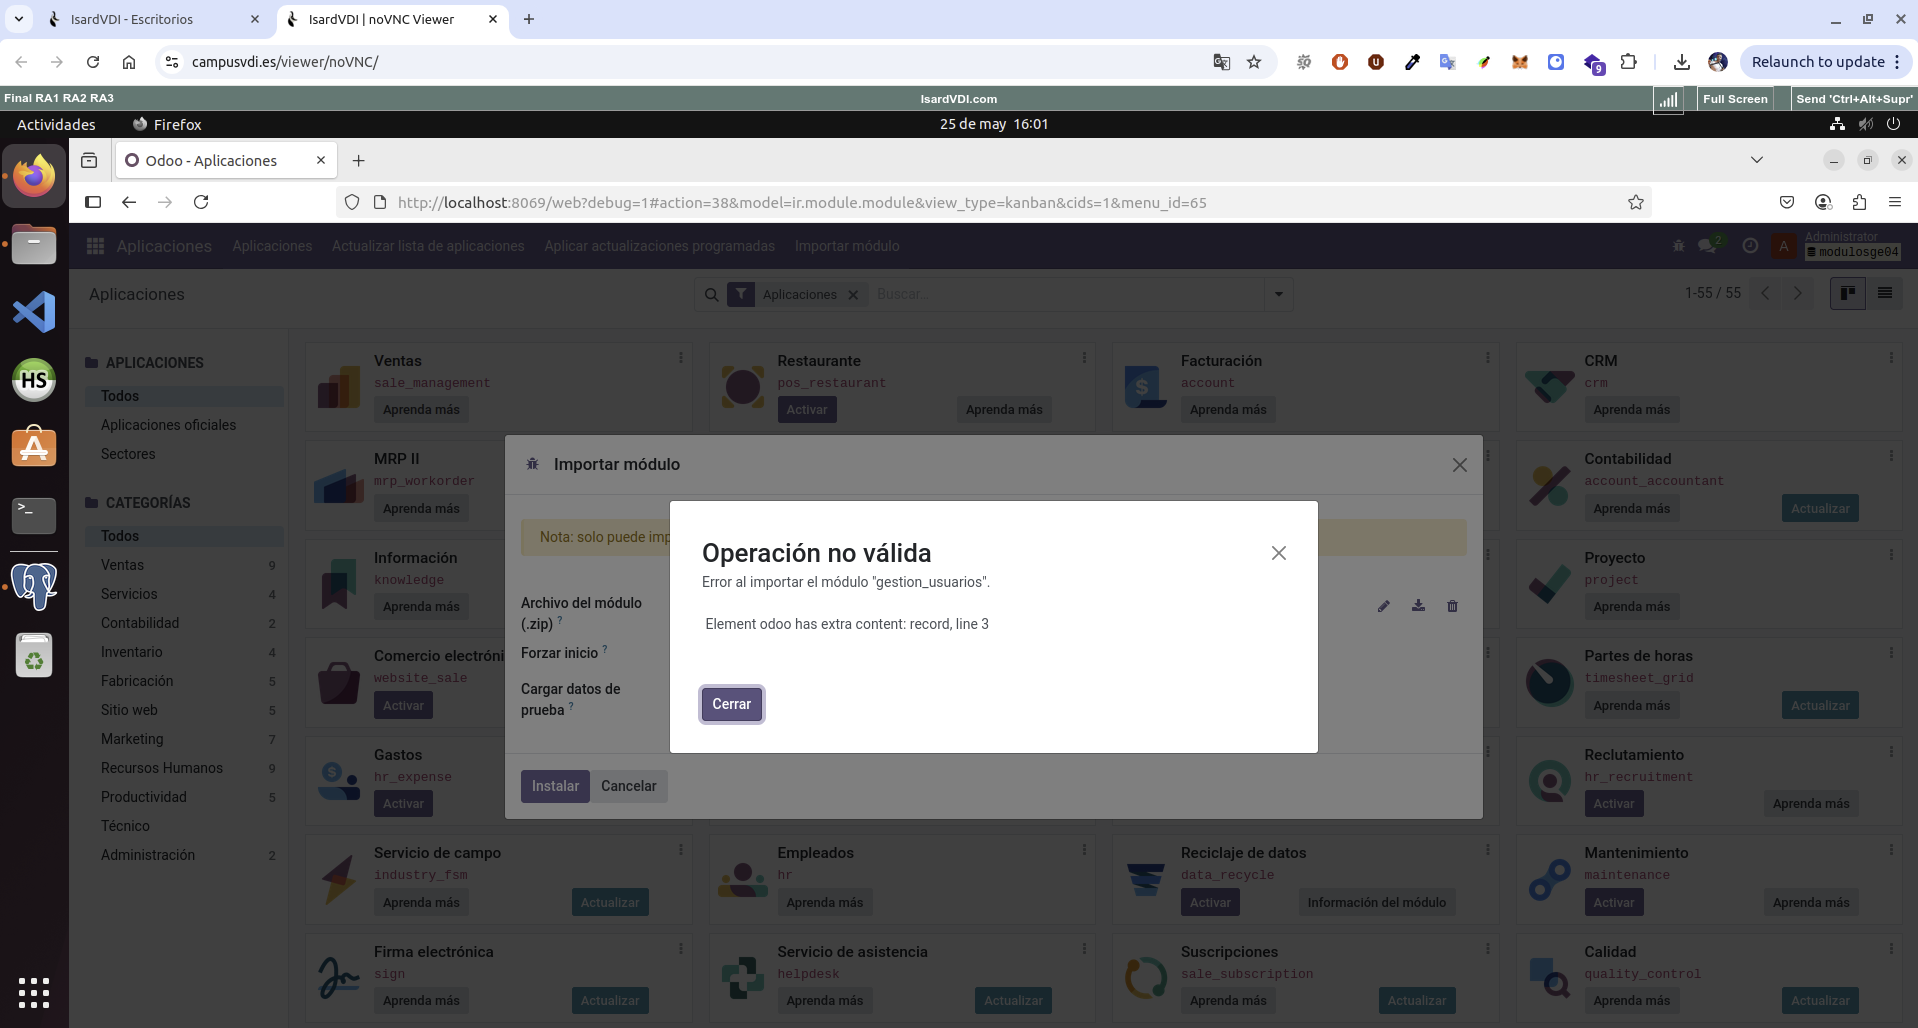 IsardVDI - Escritorios
IsardVDI | noVNC Viewer
campusvdi.es/viewer/noVNC/
9
Relaunch to update
Final RA1 RA2 RA3
IsardVDI.com
Full Screen
Send 'Ctrl+Alt+Supr'
Actividades
Firefox
25 de may 16:01
Odoo - Aplicaciones
http://localhost:8069/web?debug=1#action=38&model=ir.module.module&view_type=kanban&cids=1&menu_id=65
Aplicaciones
Aplicaciones
Actualizar lista de aplicaciones
Aplicar actualizaciones programadas
Importar módulo
2
A
Administrator
modulosge04
Aplicaciones
Aplicaciones
Buscar...
1-55 / 55
APLICACIONES
Todos
Aplicaciones oficiales
Sectores
CATEGORÍAS
Todos
Ventas 9
Servicios 4
Contabilidad 2
Inventario 4
Fabricación 5
Sitio web 5
Marketing 7
Recursos Humanos 9
Productividad 5
Técnico
Administración 2
Ventas
sale_management
Aprenda más
Restaurante
pos_restaurant
Activar
Aprenda más
Facturación
account
Aprenda más
CRM
crm
Aprenda más
MRP II
mrp_workorder
Aprenda más
Contabilidad
account_accountant
Aprenda más
Actualizar
Información
knowledge
Aprenda más
Proyecto
project
Aprenda más
Comercio electróni
website_sale
Activar
Partes de horas
timesheet_grid
Aprenda más
Actualizar
Gastos
hr_expense
Activar
Reclutamiento
hr_recruitment
Activar
Aprenda más
Servicio de campo
industry_fsm
Aprenda más
Actualizar
Empleados
hr
Aprenda más
Reciclaje de datos
data_recycle
Activar
Información del módulo
Mantenimiento
maintenance
Activar
Aprenda más
Firma electrónica
sign
Aprenda más
Actualizar
Servicio de asistencia
helpdesk
Aprenda más
Actualizar
Suscripciones
sale_subscription
Aprenda más
Actualizar
Calidad
quality_control
Aprenda más
Actualizar
Importar módulo
Nota: solo puede imp
Archivo del módulo
(.zip) ?
Forzar inicio ?
Cargar datos de
prueba ?
Instalar
Cancelar
Operación no válida
Error al importar el módulo "gestion_usuarios".
Element odoo has extra content: record, line 3
Cerrar
HS
>_